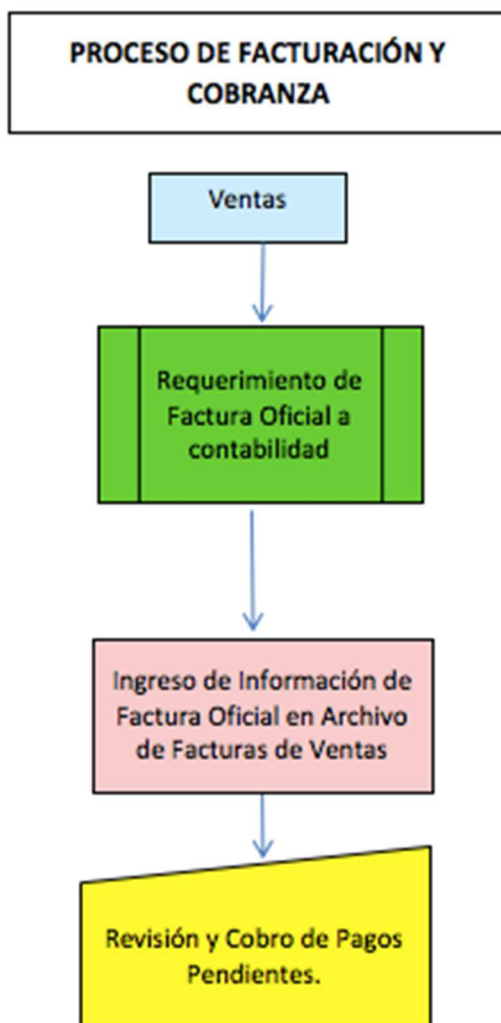 PROCESO DE FACTURACIÓN Y
COBRANZA
Ventas
Requerimiento de
Factura Oficial a
contabilidad
Ingreso de Información de
Factura Oficial en Archivo
de Facturas de Ventas
Revisión y Cobro de Pagos
Pendientes.